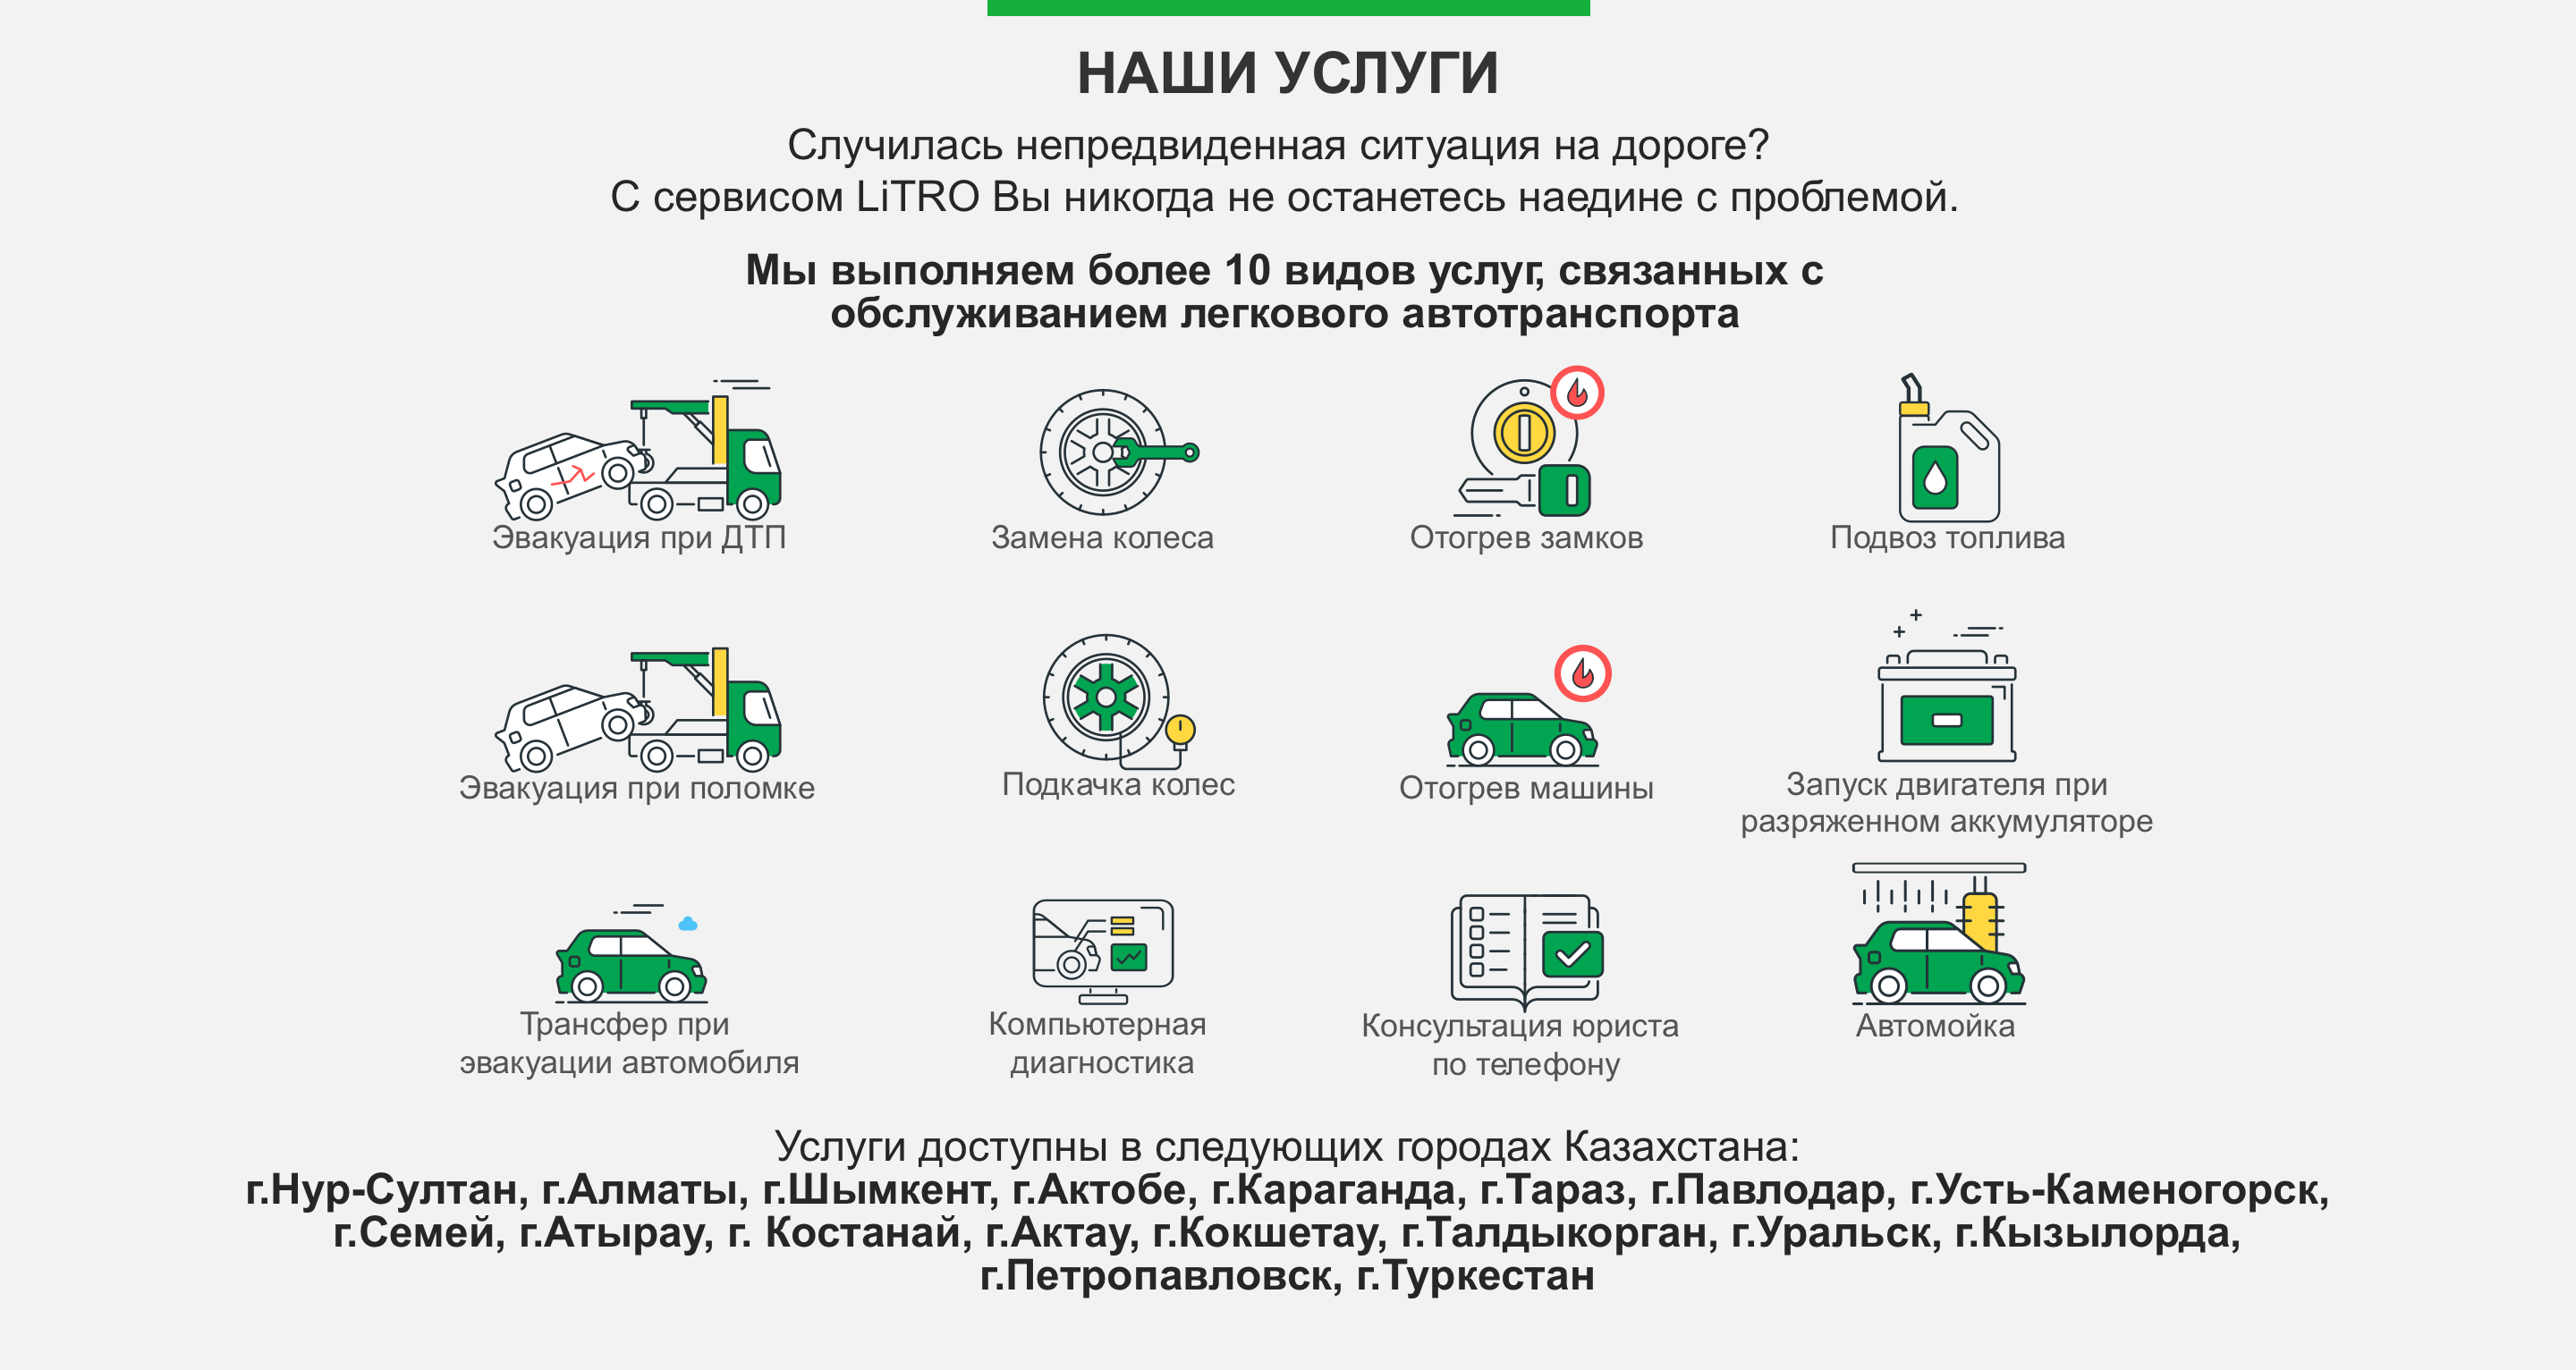 НАШИ УСЛУГИ
Случилась непредвиденная ситуация на дороге?
С сервисом LiTRO Вы никогда не останетесь наедине с проблемой.
Мы выполняем более 10 видов услуг, связанных с
обслуживанием легкового автотранспорта
Эвакуация при ДТП
Замена колеса
Отогрев замков
Подвоз топлива
Эвакуация при поломке
Подкачка колес
Отогрев машины
Запуск двигателя при
разряженном аккумуляторе
Трансфер при
эвакуации автомобиля
Компьютерная
диагностика
Консультация юриста
по телефону
Автомойка
Услуги доступны в следующих городах Казахстана:
г.Нур-Султан, г.Алматы, г.Шымкент, г.Актобе, г.Караганда, г.Тараз, г.Павлодар, г.Усть-Каменогорск,
г.Семей, г.Атырау, г. Костанай, г.Актау, г.Кокшетау, г.Талдыкорган, г.Уральск, г.Кызылорда,
г.Петропавловск, г.Туркестан